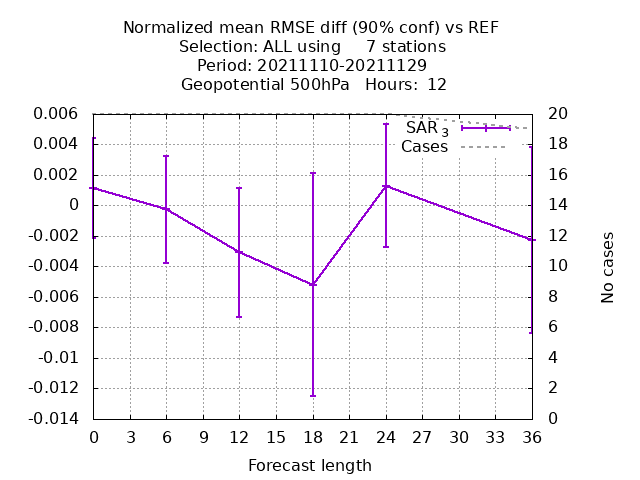 Normalized mean RMSE diff (90% conf) vs REF
Selection: ALL using     7 stations
Period: 20211110-20211129
Geopotential 500hPa   Hours:  12
0.006
0.004
0.002
0
-0.002
-0.004
-0.006
-0.008
-0.01
-0.012
-0.014
SAR 3
Cases
20
18
16
14
12
10
8
6
4
2
0
No cases
0 3 6 9 12 15 18 21 24 27 30 33 36
Forecast length